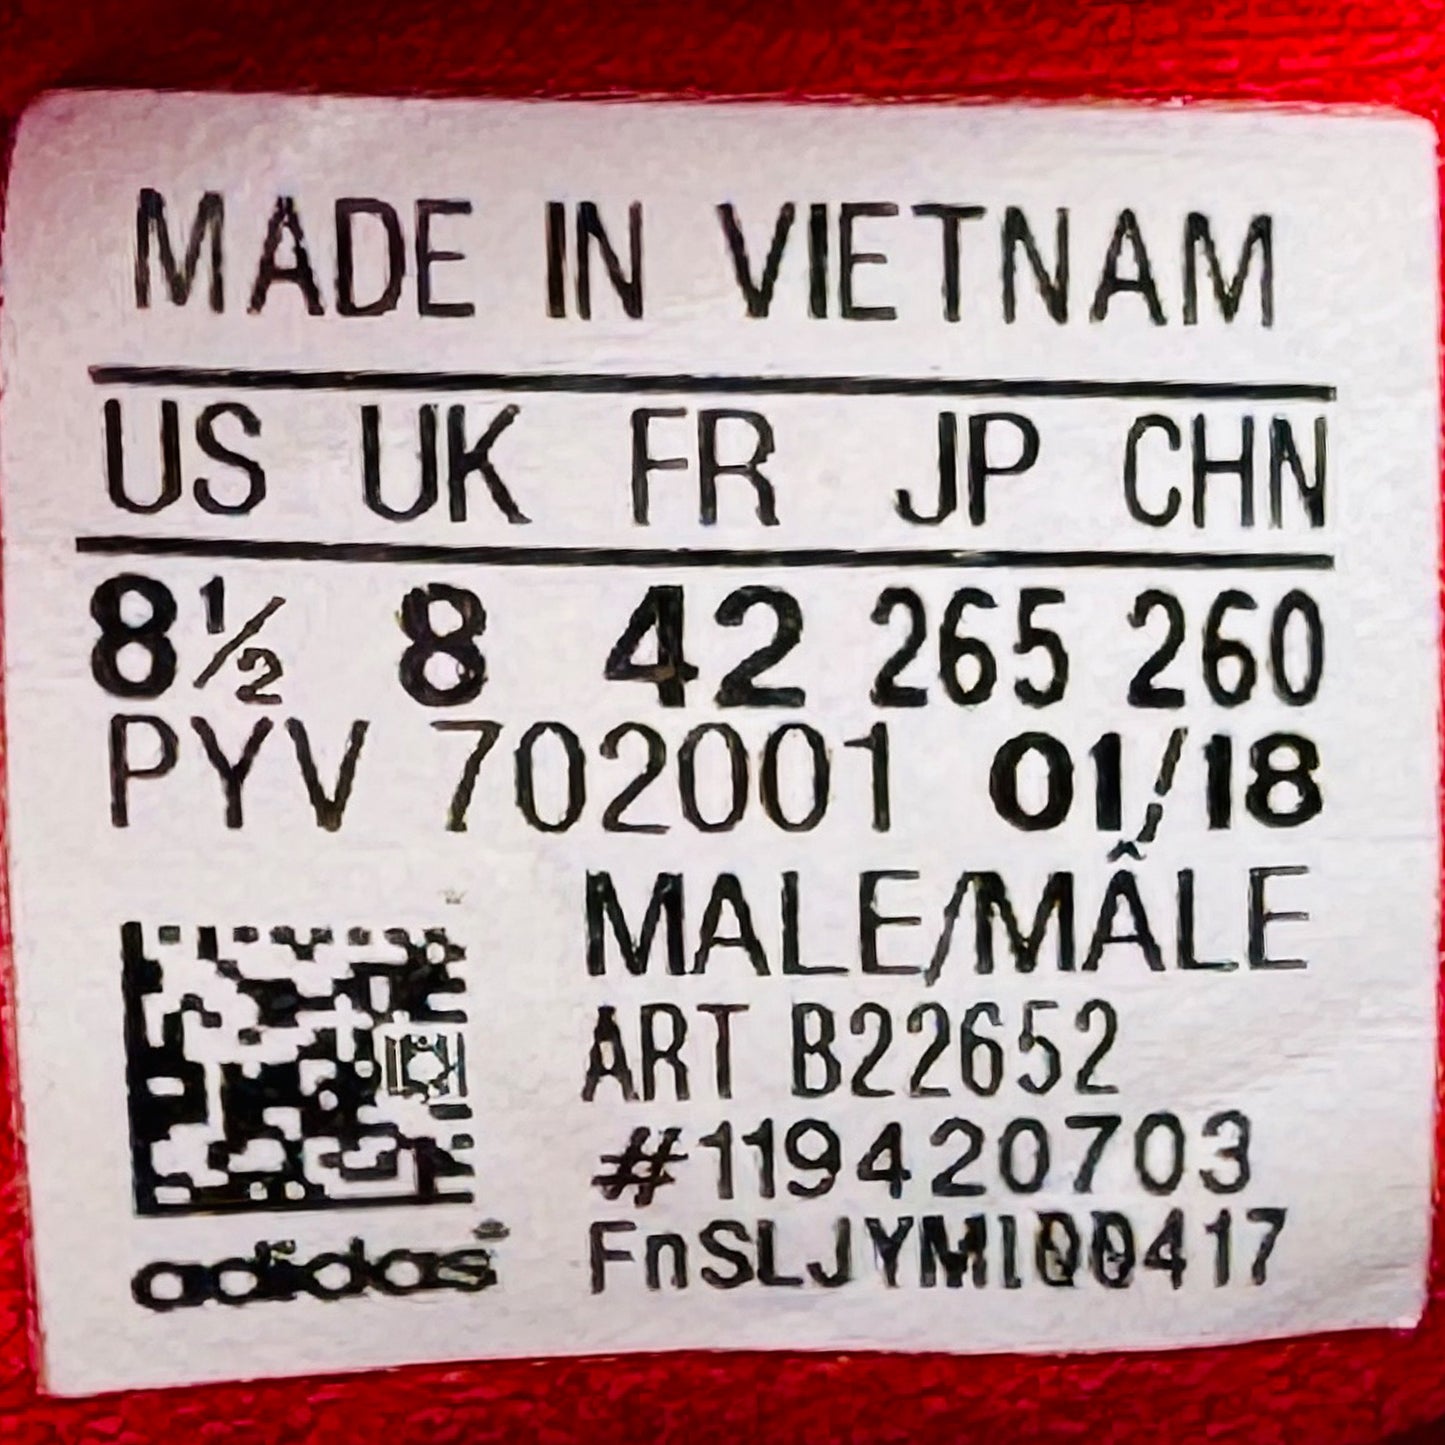 MADE IN VIETNAM
US UK FR JP CHN
8½ 8 42 265 260
PYV 702001 01/18
MALE/MÂLE
ART B22652
#119420703
FnSLJYM100417
adidas